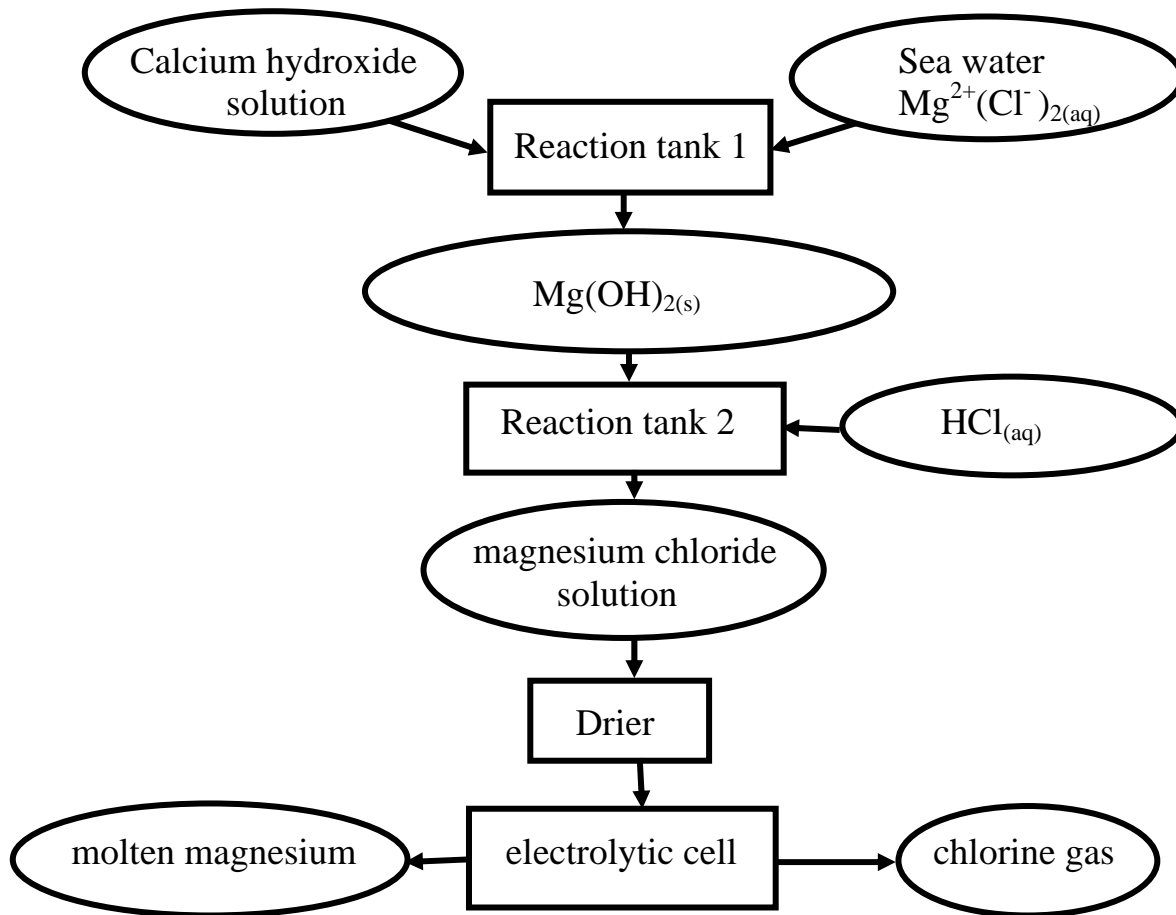 Calcium hydroxide
solution
Sea water
Mg²⁺(Cl⁻)₂₍aq₎
Reaction tank 1
Mg(OH)₂₍s₎
Reaction tank 2
HCl₍aq₎
magnesium chloride
solution
Drier
molten magnesium
electrolytic cell
chlorine gas